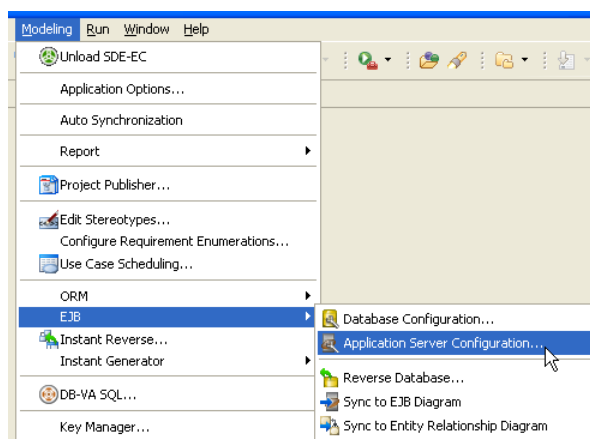 Modeling Run Window Help
Unload SDE-EC
Application Options...
Auto Synchronization
Report
Project Publisher...
Edit Stereotypes...
Configure Requirement Enumerations...
Use Case Scheduling...
ORM
EJB
Database Configuration...
Instant Reverse...
Application Server Configuration...
Instant Generator
Reverse Database...
DB-VA SQL...
Sync to EJB Diagram
Key Manager...
Sync to Entity Relationship Diagram